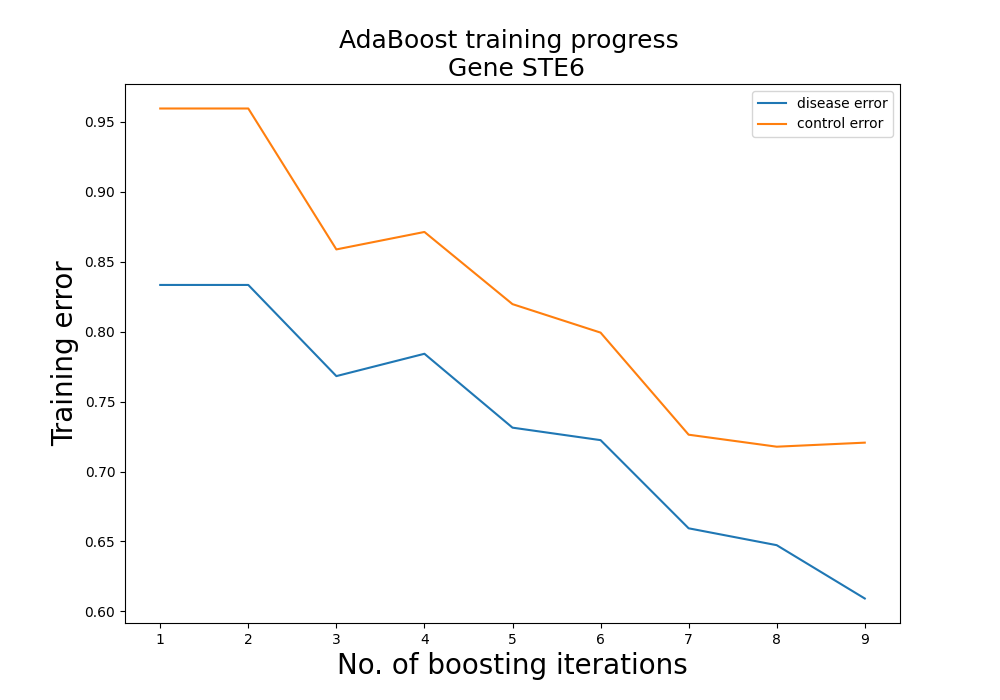 AdaBoost training progress
Gene STE6
disease error
control error
Training error
0.95
0.90
0.85
0.80
0.75
0.70
0.65
0.60
1 2 3 4 5 6 7 8 9
No. of boosting iterations